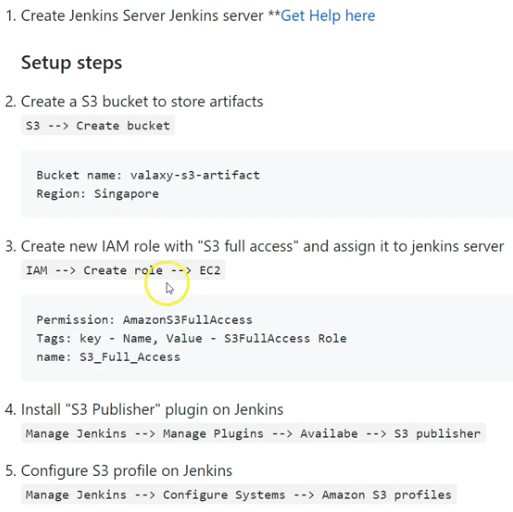 1. Create Jenkins Server Jenkins server **Get Help here
Setup steps
2. Create a S3 bucket to store artifacts
S3 --> Create bucket
Bucket name: valaxy-s3-artifact
Region: Singapore
3. Create new IAM role with "S3 full access" and assign it to jenkins server
IAM --> Create role --> EC2
Permission: AmazonS3FullAccess
Tags: key - Name, Value - S3FullAccess Role
name: S3_Full_Access
4. Install "S3 Publisher" plugin on Jenkins
Manage Jenkins --> Manage Plugins --> Availabe --> S3 publisher
5. Configure S3 profile on Jenkins
Manage Jenkins --> Configure Systems --> Amazon S3 profiles